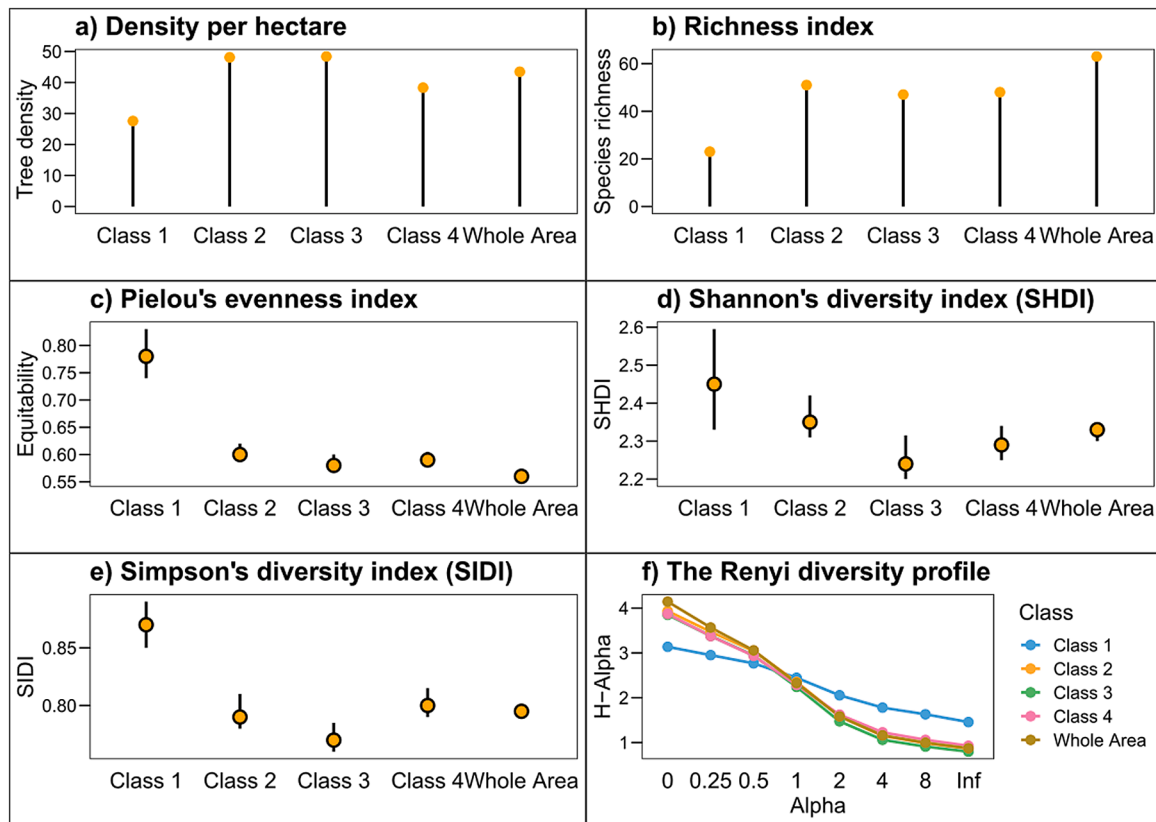 a) Density per hectare
Tree density
50
40
30
20
10
0
Class 1 Class 2 Class 3 Class 4 Whole Area
b) Richness index
Species richness
60
40
20
0
Class 1 Class 2 Class 3 Class 4 Whole Area
c) Pielou's evenness index
Equitability
0.80
0.75
0.70
0.65
0.60
0.55
Class 1 Class 2 Class 3 Class 4 Whole Area
d) Shannon's diversity index (SHDI)
SHDI
2.6
2.5
2.4
2.3
2.2
Class 1 Class 2 Class 3 Class 4 Whole Area
e) Simpson's diversity index (SIDI)
SIDI
0.85
0.80
Class 1 Class 2 Class 3 Class 4 Whole Area
f) The Renyi diversity profile
H−Alpha
4
3
2
1
0 0.25 0.5 1 2 4 8 Inf
Alpha
Class
Class 1
Class 2
Class 3
Class 4
Whole Area